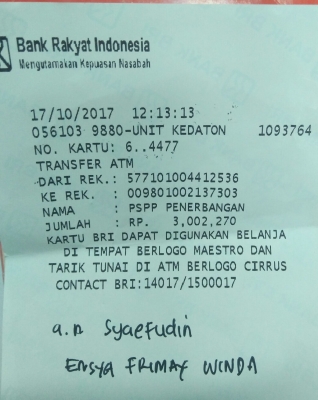 Bank Rakyat Indonesia
Mengutamakan Kepuasan Nasabah
17/10/2017 12:13:13
056103 9880-UNIT KEDATON 1093764
NO. KARTU: 6..4477
TRANSFER ATM
DARI REK.: 577101004412536
KE REK. : 009801002137303
NAMA : PSPP PENERBANGAN
JUMLAH : RP. 3,002,270
KARTU BRI DAPAT DIGUNAKAN BELANJA
DI TEMPAT BERLOGO MAESTRO DAN
TARIK TUNAI DI ATM BERLOGO CIRRUS
CONTACT BRI:14017/1500017
a.n Syaefudin
ENSYA FRIMAY WINDA